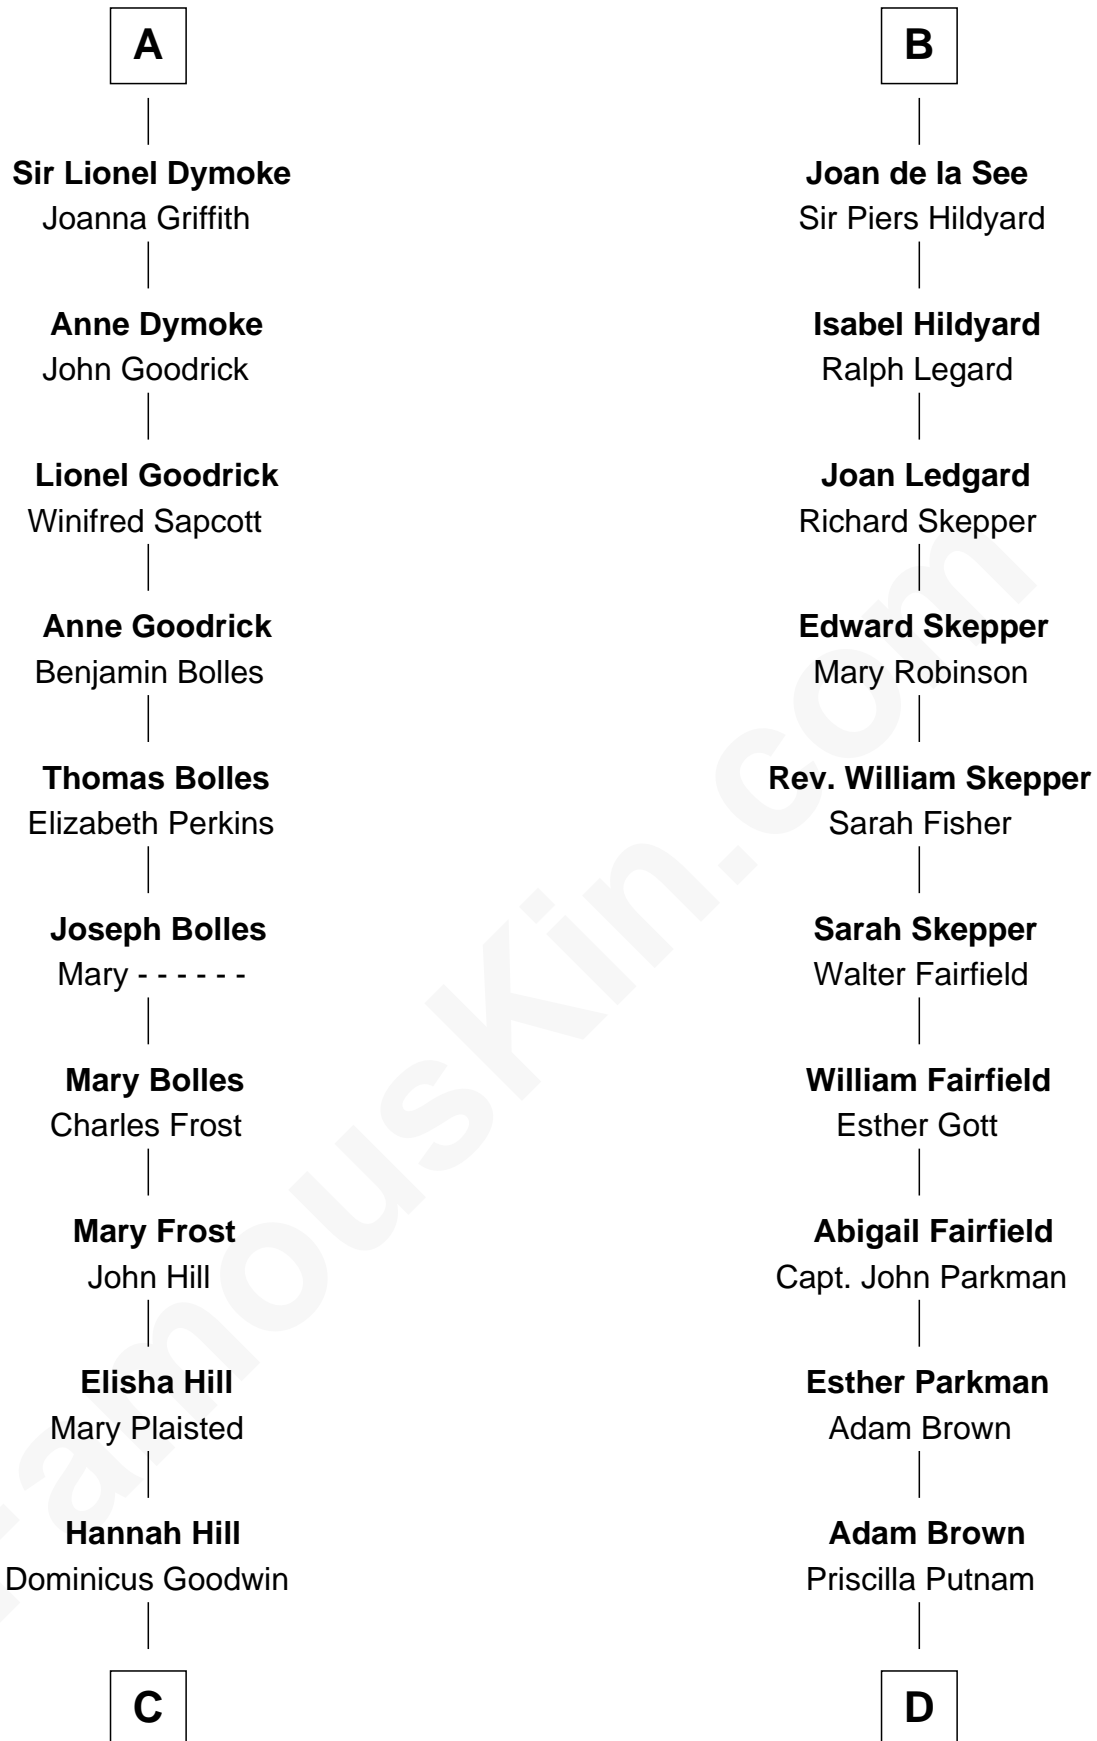 A
Sir Lionel Dymoke
Joanna Griffith
Anne Dymoke
John Goodrick
Lionel Goodrick
Winifred Sapcott
Anne Goodrick
Benjamin Bolles
Thomas Bolles
Elizabeth Perkins
Joseph Bolles
Mary - - - - - -
Mary Bolles
Charles Frost
Mary Frost
John Hill
Elisha Hill
Mary Plaisted
Hannah Hill
Dominicus Goodwin
C
B
Joan de la See
Sir Piers Hildyard
Isabel Hildyard
Ralph Legard
Joan Ledgard
Richard Skepper
Edward Skepper
Mary Robinson
Rev. William Skepper
Sarah Fisher
Sarah Skepper
Walter Fairfield
William Fairfield
Esther Gott
Abigail Fairfield
Capt. John Parkman
Esther Parkman
Adam Brown
Adam Brown
Priscilla Putnam
D
FamousKin.com